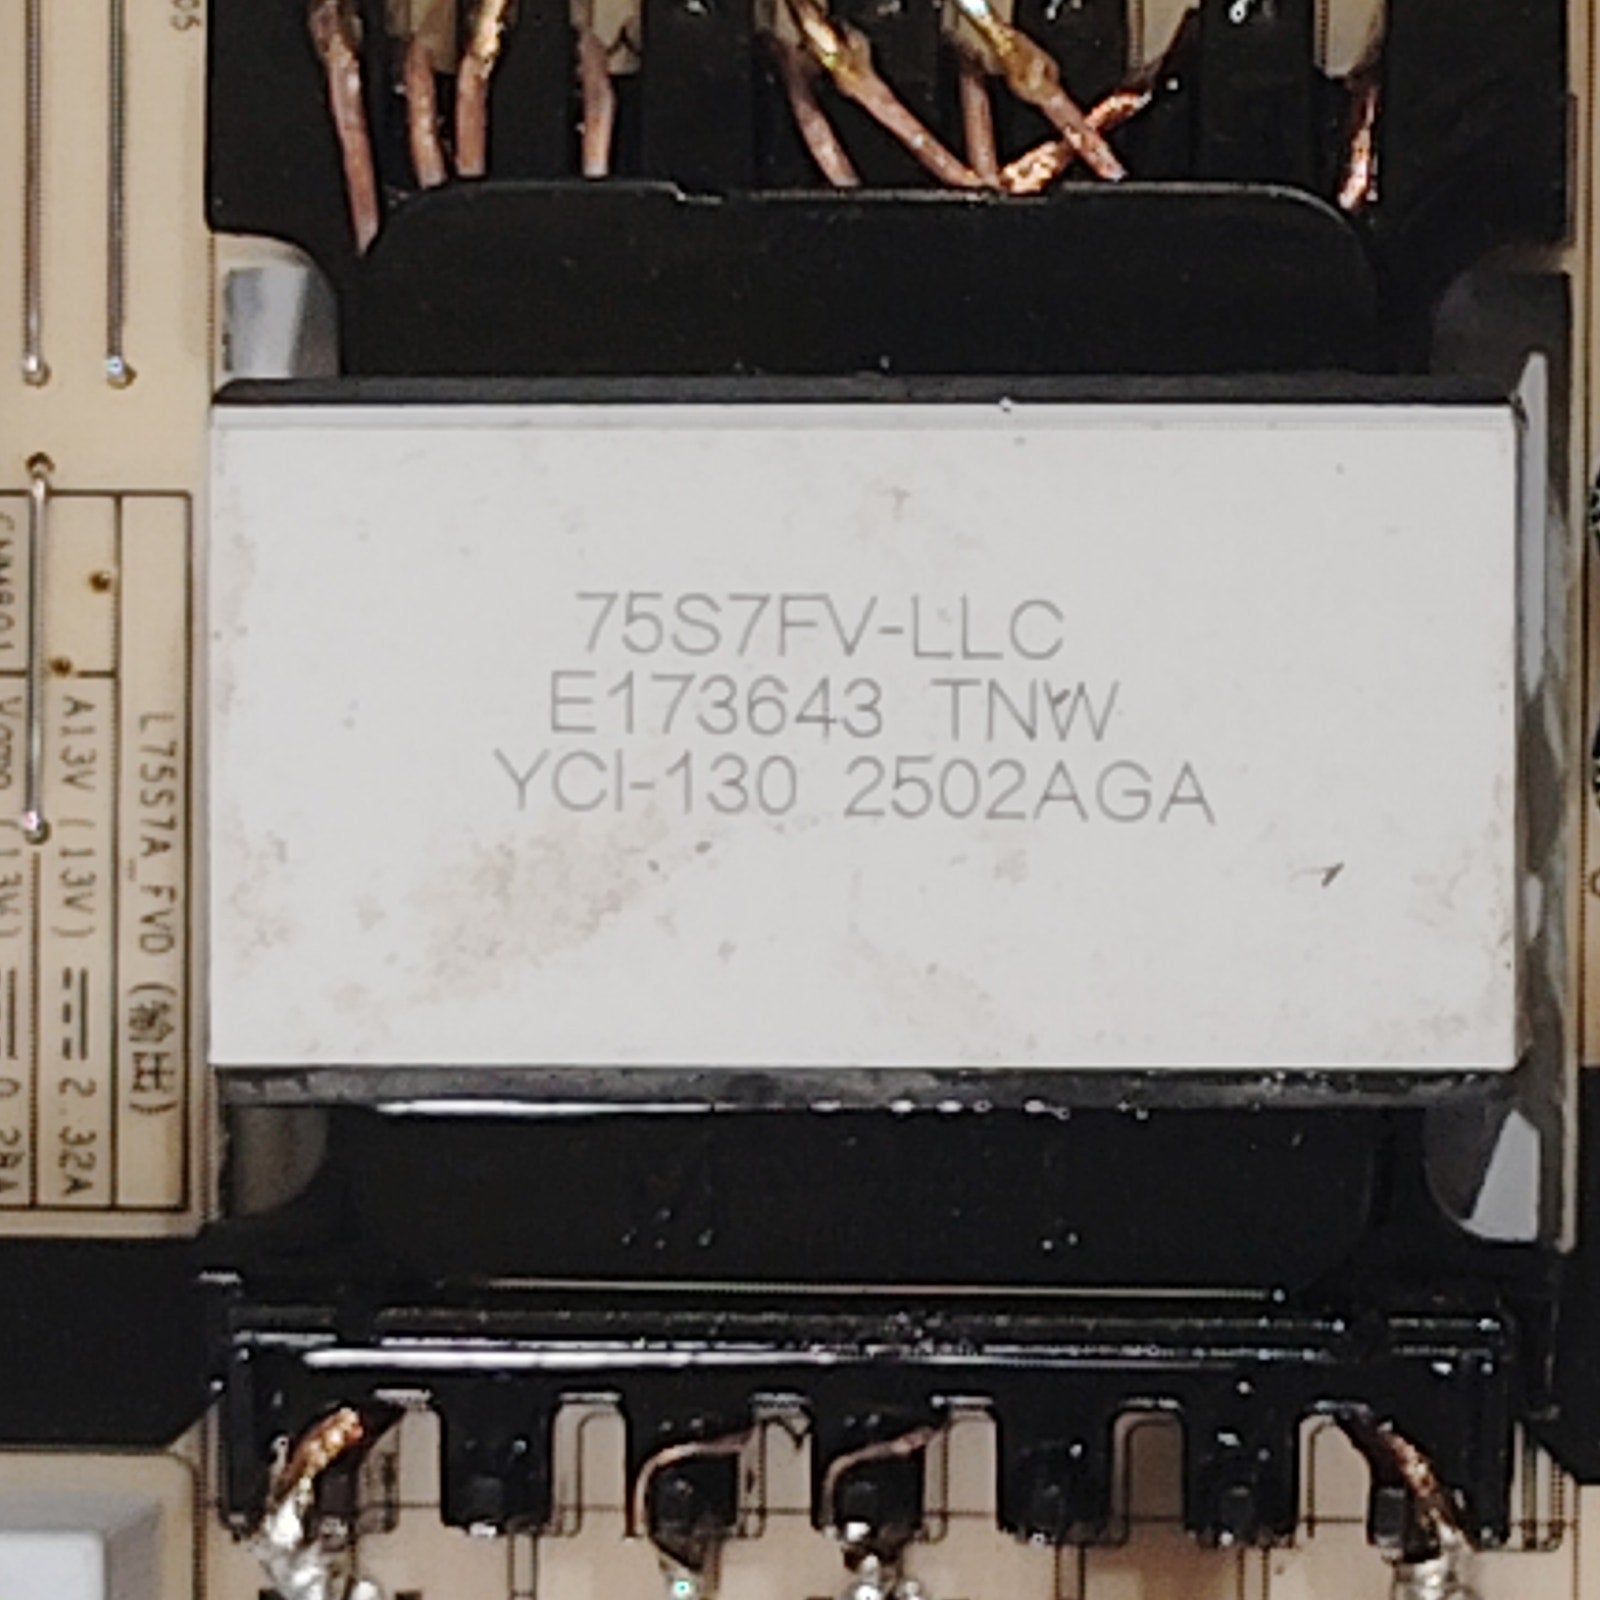 75S7FV-LLC
E173643 TNW
YCI-130 2502AGA
L75S7A_FVD (输出)
A13V (13V) 2.32A